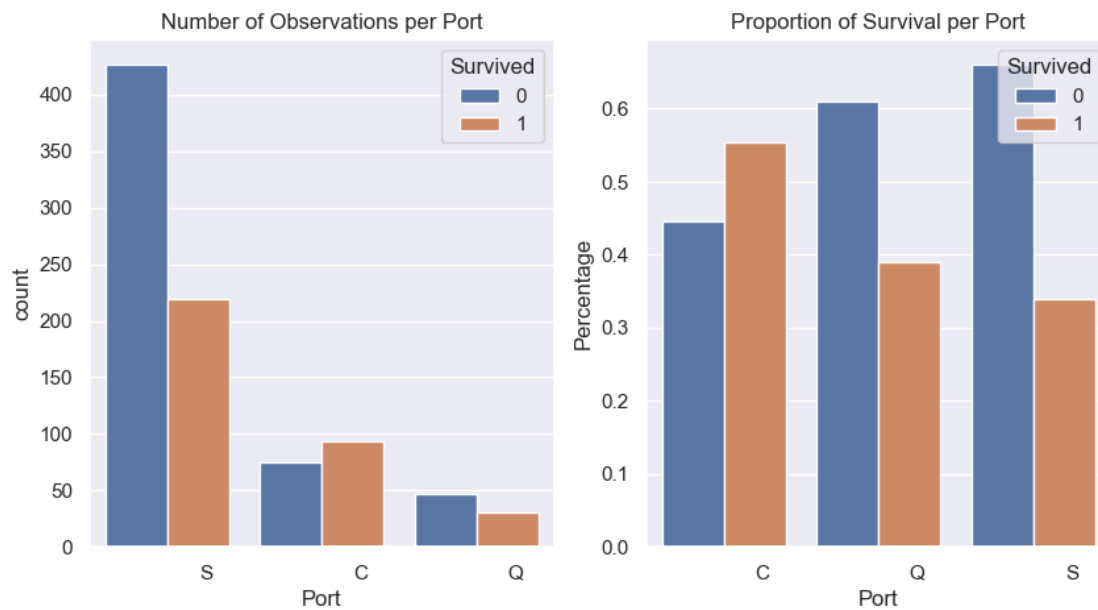 Number of Observations per Port
Survived
0
1
400
350
300
250
200
150
100
50
0
count
S
C
Q
Port
Proportion of Survival per Port
Survived
0
1
0.6
0.5
0.4
0.3
0.2
0.1
0.0
Percentage
C
Q
S
Port